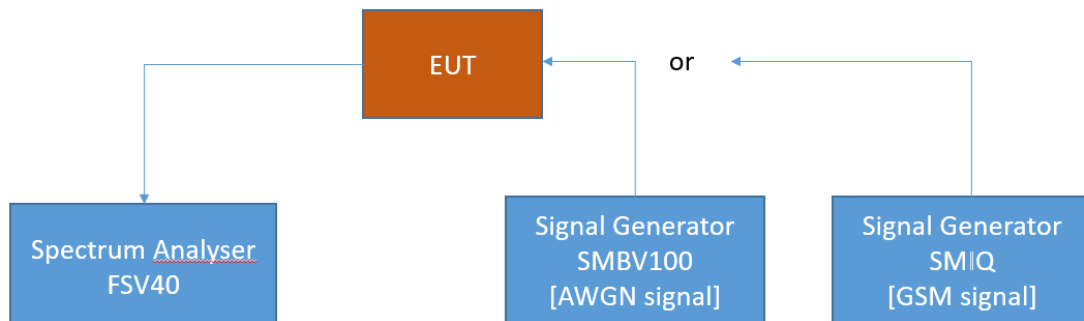 EUT
or
Spectrum Analyser
FSV40
Signal Generator
SMBV100
[AWGN signal]
Signal Generator
SMIQ
[GSM signal]